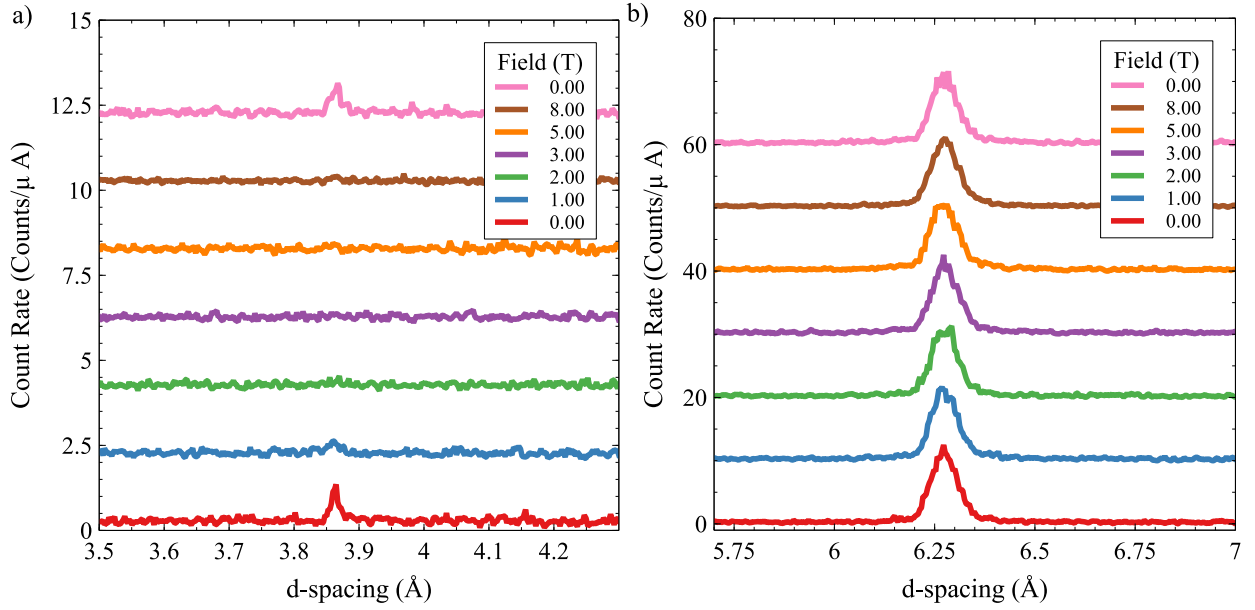 a)
Count Rate (Counts/μ A)
15
12.5
10
7.5
5
2.5
0
3.5 3.6 3.7 3.8 3.9 4 4.1 4.2
d-spacing (Å)
Field (T)
0.00
8.00
5.00
3.00
2.00
1.00
0.00
b)
Count Rate (Counts/μ A)
80
60
40
20
0
5.75 6 6.25 6.5 6.75 7
d-spacing (Å)
Field (T)
0.00
8.00
5.00
3.00
2.00
1.00
0.00